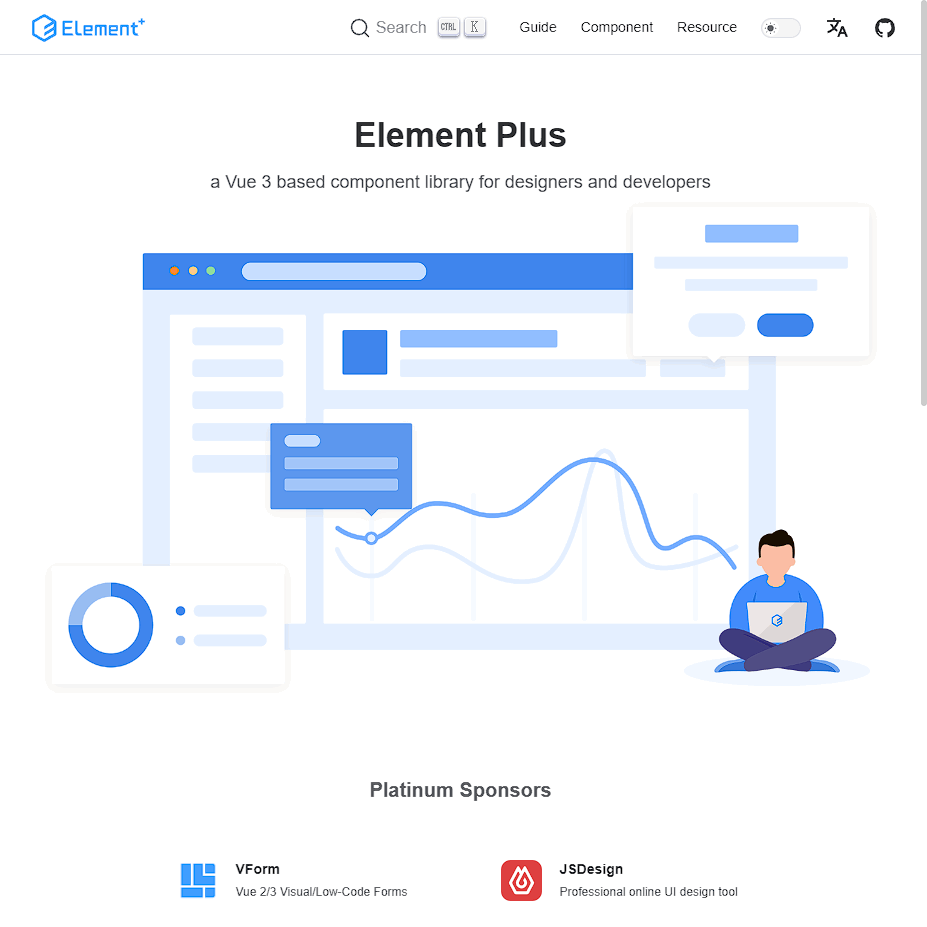 Element+
Search CTRL K Guide Component Resource
Element Plus
a Vue 3 based component library for designers and developers
Platinum Sponsors
VForm
Vue 2/3 Visual/Low-Code Forms
JSDesign
Professional online UI design tool